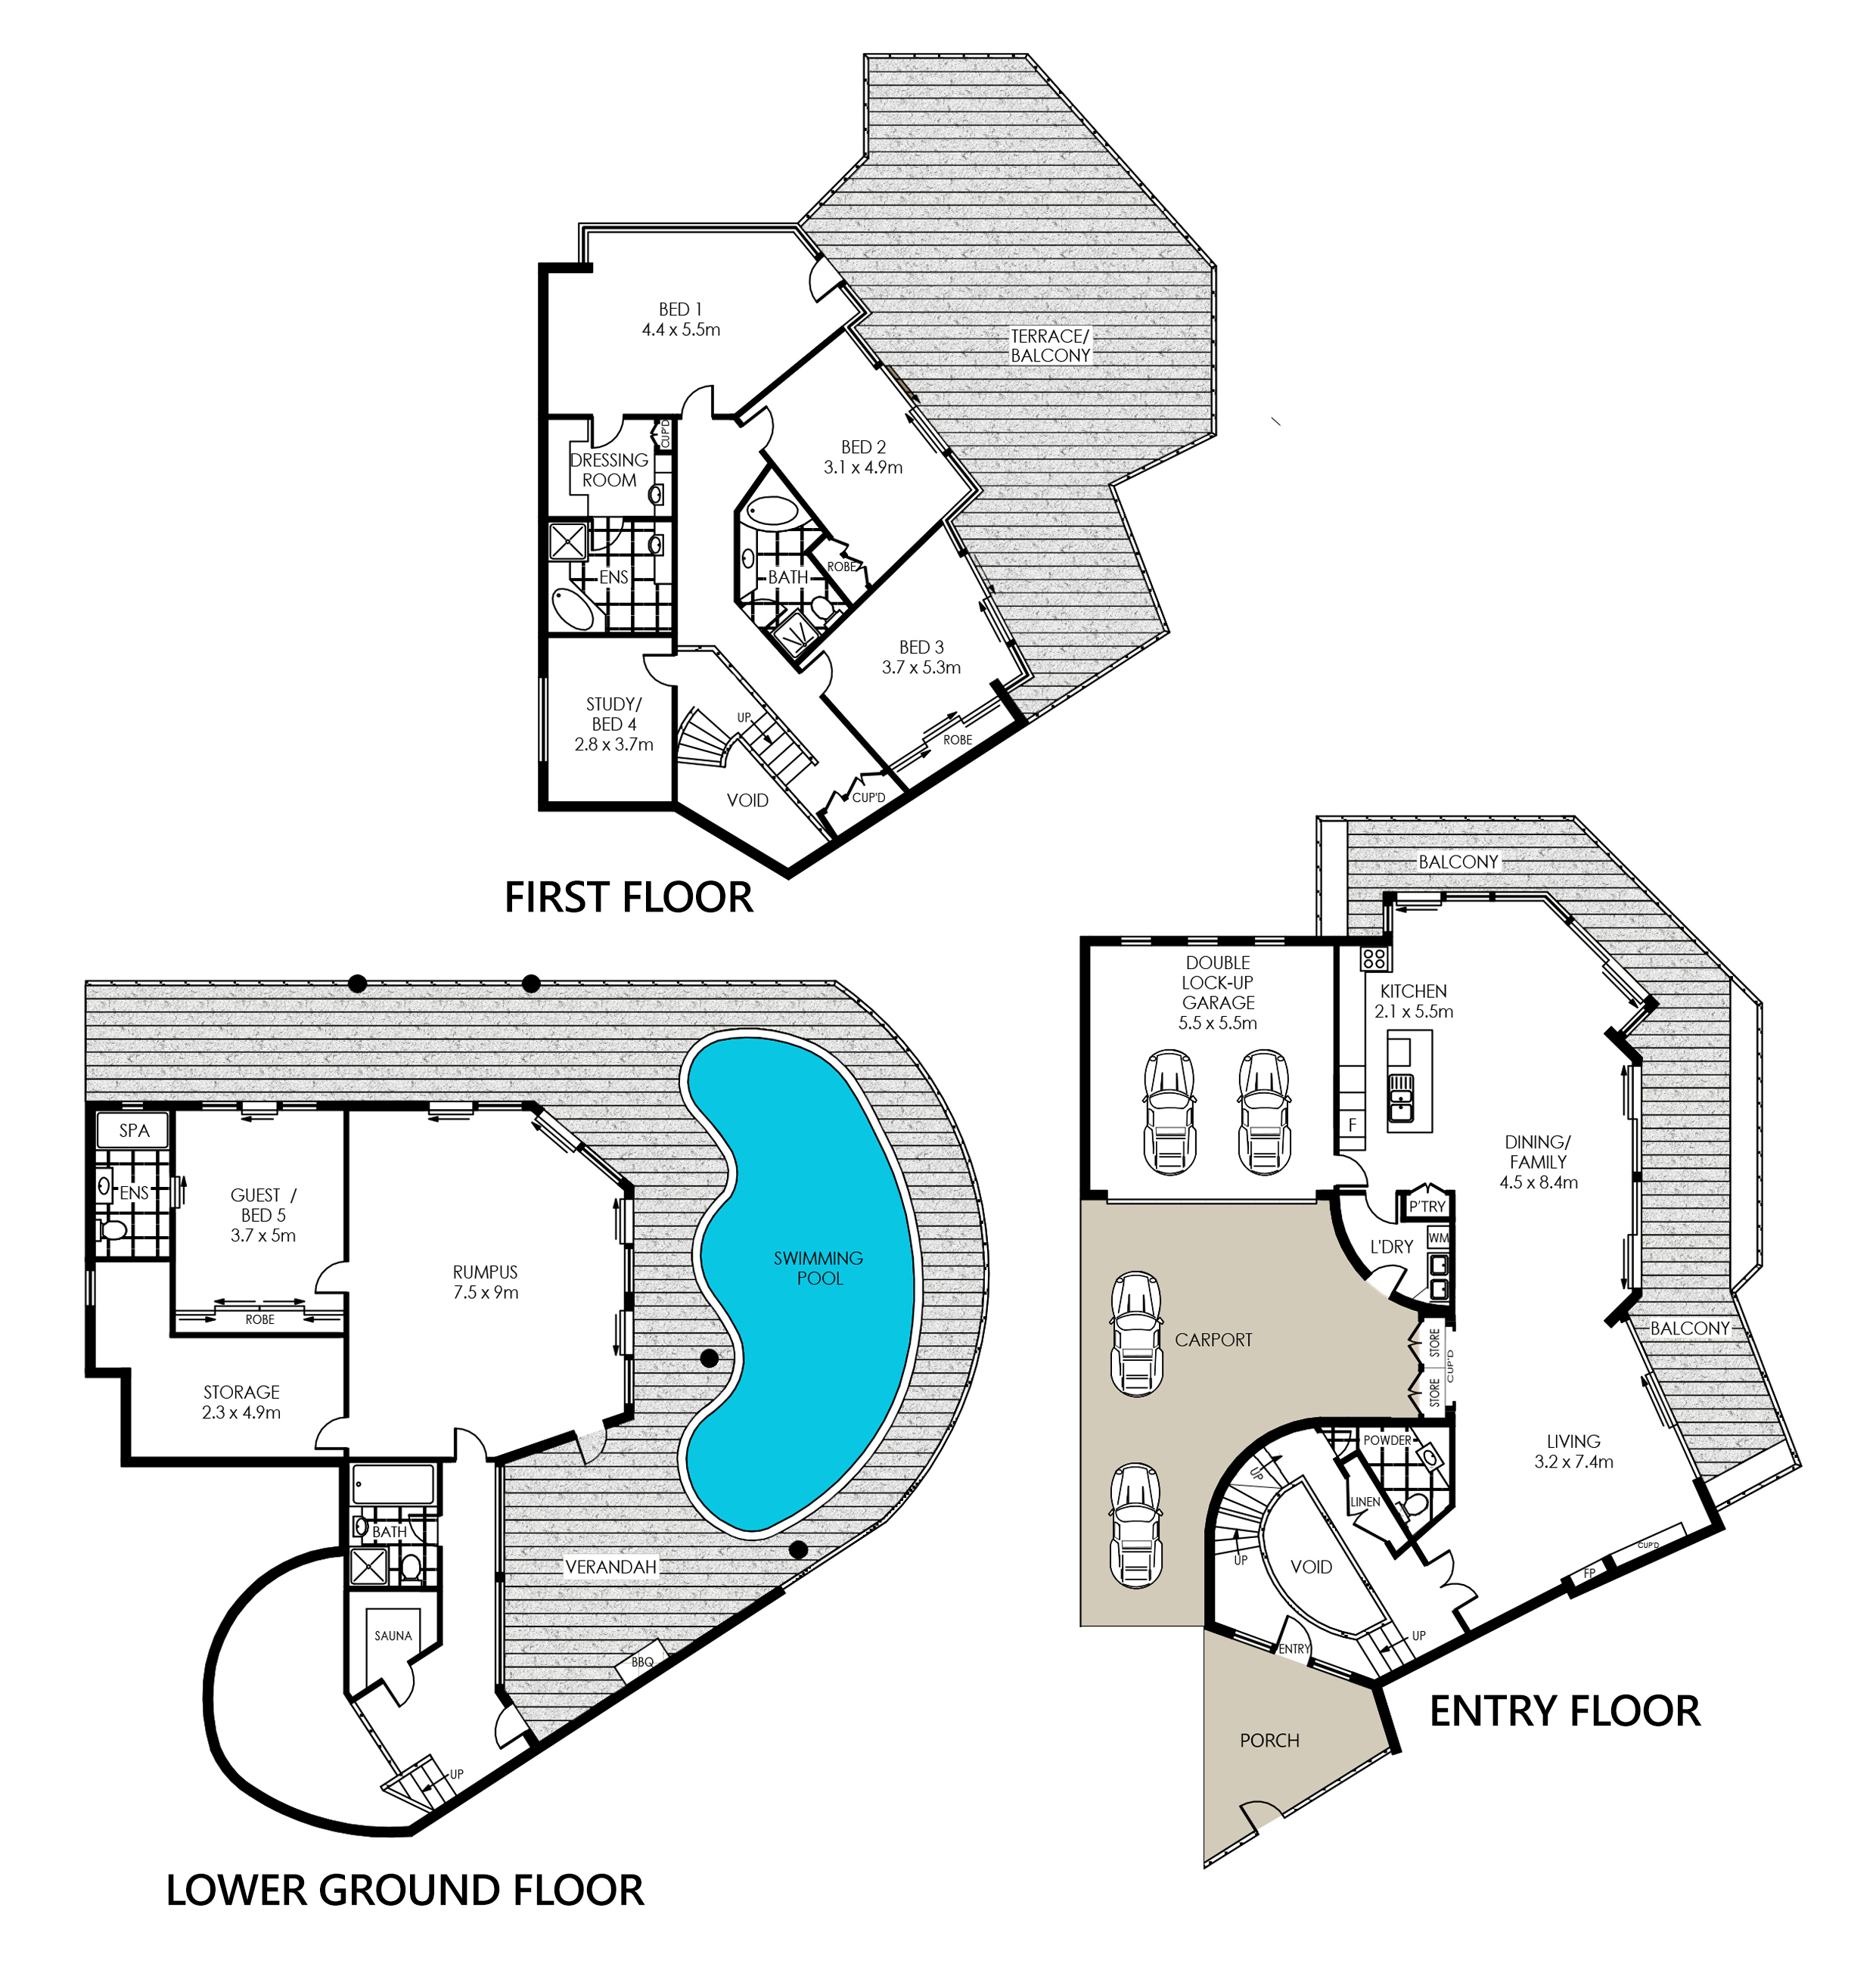 BED 1
4.4 x 5.5m
TERRACE/
BALCONY
CUP'D
DRESSING
ROOM
BED 2
3.1 x 4.9m
ENS
BATH
ROBE
BED 3
3.7 x 5.3m
STUDY/
BED 4
2.8 x 3.7m
UP
ROBE
VOID
CUP'D
FIRST FLOOR
BALCONY
DOUBLE
LOCK-UP
GARAGE
5.5 x 5.5m
KITCHEN
2.1 x 5.5m
F
DINING/
FAMILY
4.5 x 8.4m
P'TRY
L'DRY
WM
CARPORT
STORE
STORE
CUP'D
BALCONY
POWDER
LIVING
3.2 x 7.4m
UP
LINEN
UP
VOID
CUP'D
FP
ENTRY
UP
PORCH
ENTRY FLOOR
SPA
ENS
GUEST /
BED 5
3.7 x 5m
RUMPUS
7.5 x 9m
SWIMMING
POOL
ROBE
STORAGE
2.3 x 4.9m
BATH
VERANDAH
SAUNA
BBQ
UP
LOWER GROUND FLOOR